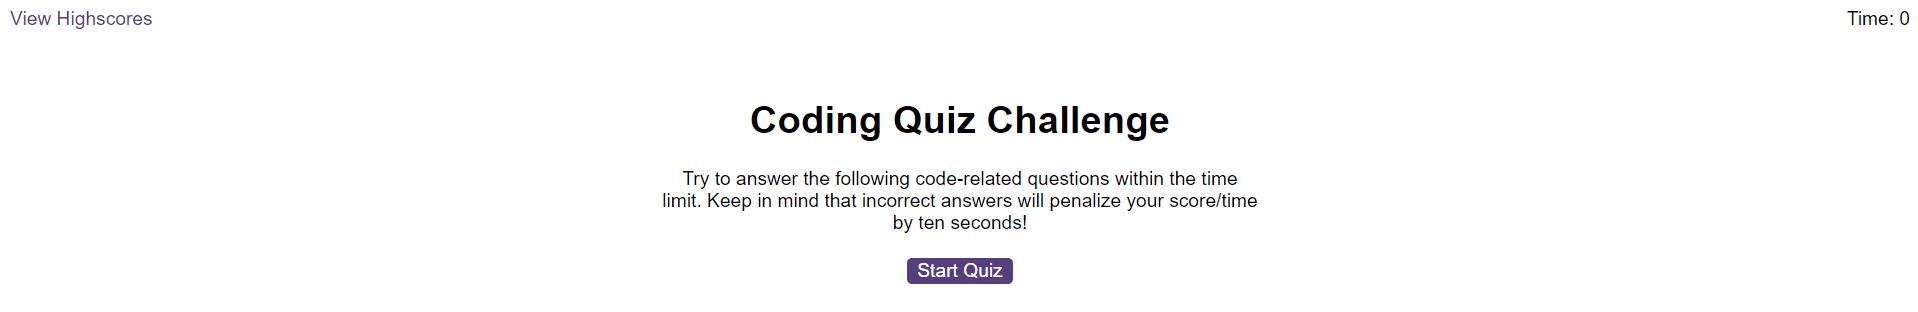 View Highscores
Time: 0
Coding Quiz Challenge
Try to answer the following code-related questions within the time
limit. Keep in mind that incorrect answers will penalize your score/time
by ten seconds!
Start Quiz